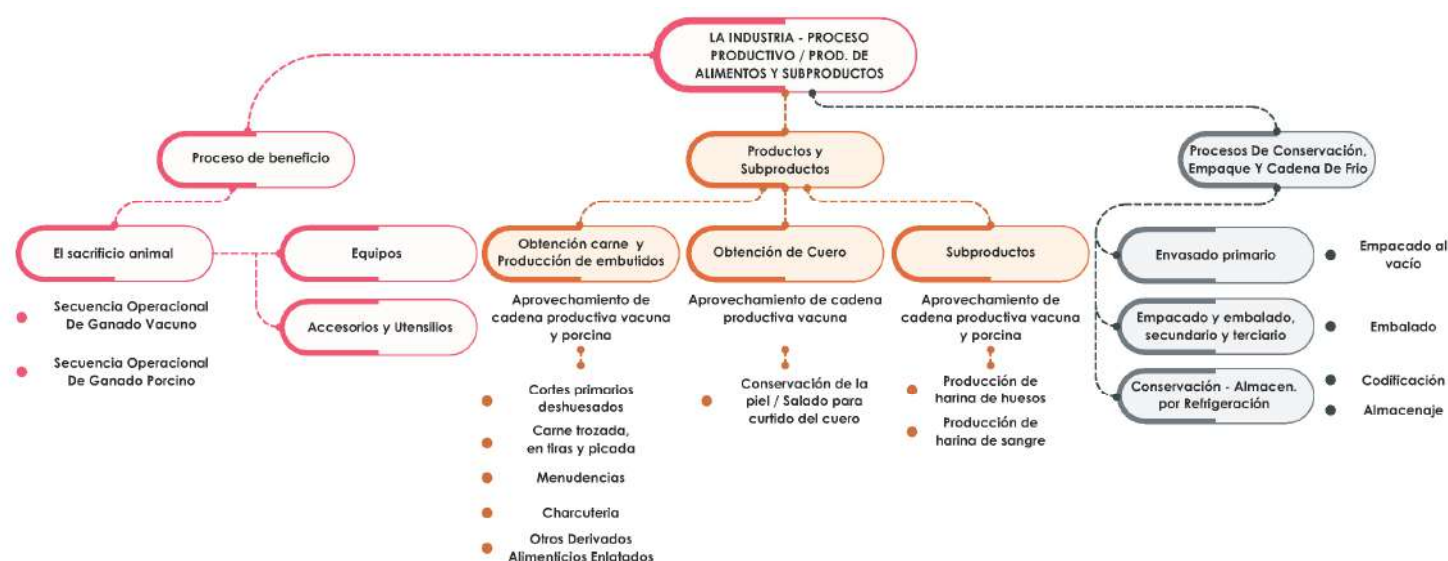 LA INDUSTRIA - PROCESO
PRODUCTIVO / PROD. DE
ALIMENTOS Y SUBPRODUCTOS
Proceso de beneficio
Productos y
Subproductos
Procesos De Conservación,
Empaque Y Cadena De Frio
El sacrificio animal
Equipos
Accesorios y Utensilios
Secuencia Operacional
De Ganado Vacuno
Secuencia Operacional
De Ganado Porcino
Obtención carne y
Producción de embutidos
Aprovechamiento de
cadena productiva vacuna
y porcina
Cortes primarios
deshuesados
Carne trozada,
en tiras y picada
Menudencias
Charcuteria
Otros Derivados
Alimenticios Enlatados
Obtención de Cuero
Aprovechamiento de cadena
productiva vacuna
Conservación de la
piel / Salado para
curtido del cuero
Subproductos
Aprovechamiento de
cadena productiva vacuna
y porcina
Producción de
harina de huesos
Producción de
harina de sangre
Envasado primario
Empacado al
vacío
Empacado y embalado,
secundario y terciario
Embalado
Conservación - Almacen.
por Refrigeración
Codificación
Almacenaje